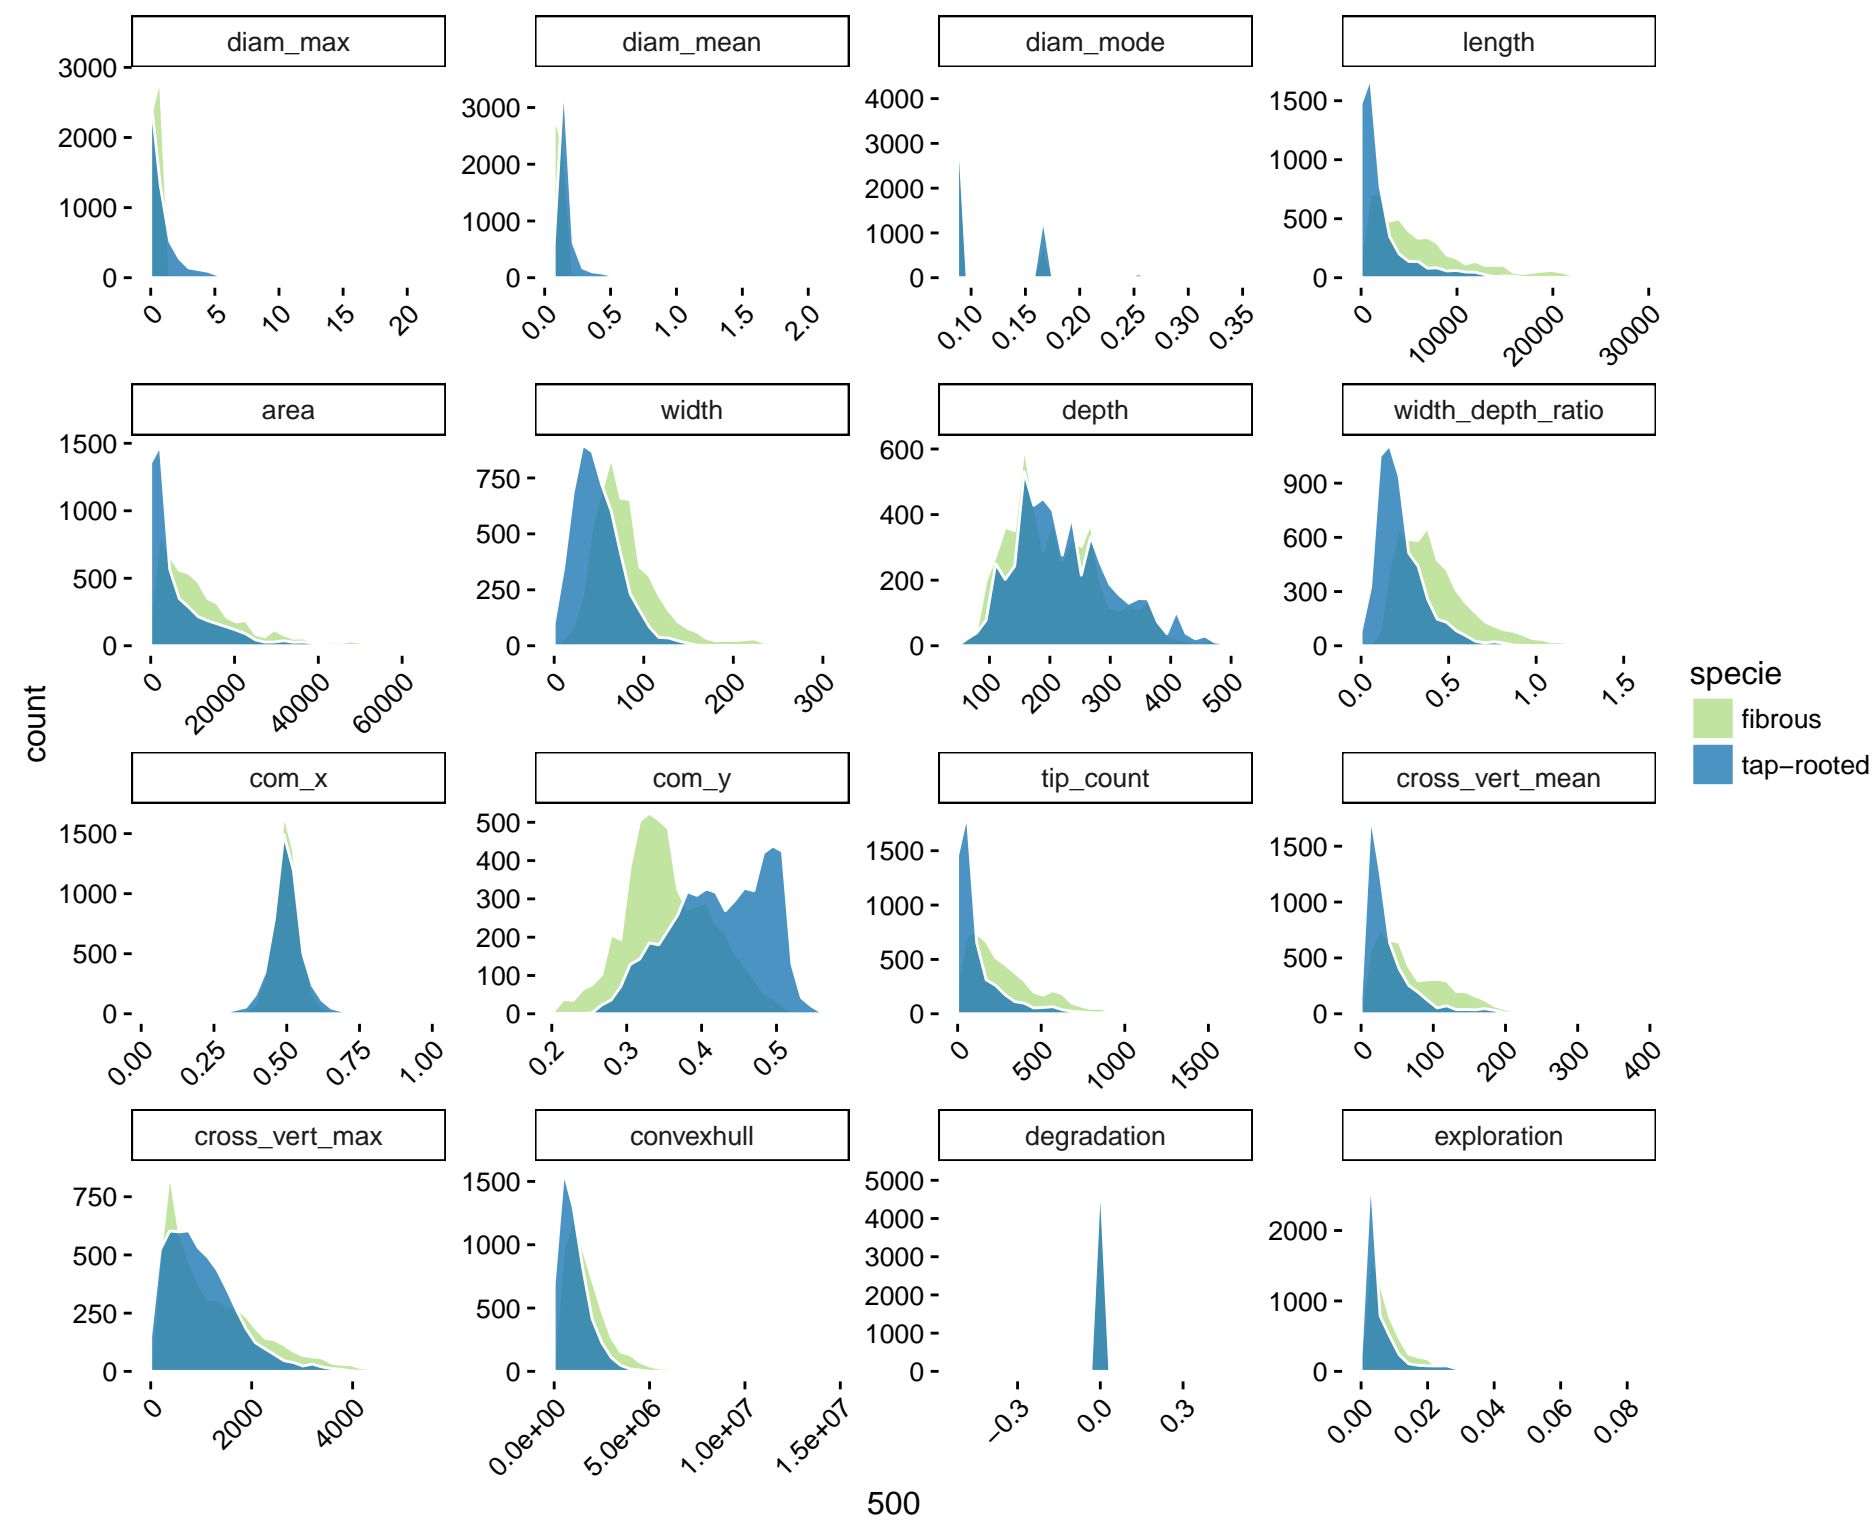 diam_max diam_mean diam_mode length
3000 2000 1000 0
3000 2000 1000 0
4000 3000 2000 1000 0
1500 1000 500 0
0 5 10 15 20
0.0 0.5 1.0 1.5 2.0
0.10 0.15 0.20 0.25 0.30 0.35
0 10000 20000 30000
area width depth width_depth_ratio
1500 1000 500 0
750 500 250 0
600 400 200 0
900 600 300 0
0 20000 40000 60000
0 100 200 300
100 200 300 400 500
0.0 0.5 1.0 1.5
count
specie
fibrous
tap−rooted
com_x com_y tip_count cross_vert_mean
1500 1000 500 0
500 400 300 200 100 0
1500 1000 500 0
1500 1000 500 0
0.00 0.25 0.50 0.75 1.00
0.2 0.3 0.4 0.5
0 500 1000 1500
0 100 200 300 400
cross_vert_max convexhull degradation exploration
750 500 250 0
1500 1000 500 0
5000 4000 3000 2000 1000 0
2000 1000 0
0 2000 4000
0.0e+00 5.0e+06 1.0e+07 1.5e+07
−0.3 0.0 0.3
0.00 0.02 0.04 0.06 0.08
500